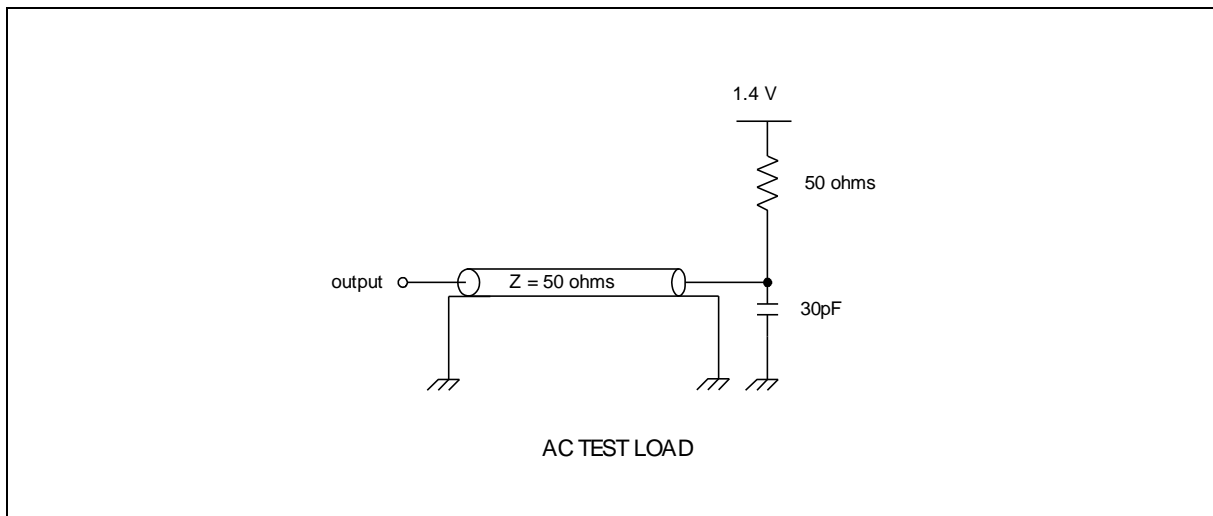 1.4 V
50 ohms
output
Z = 50 ohms
30pF
AC TEST LOAD